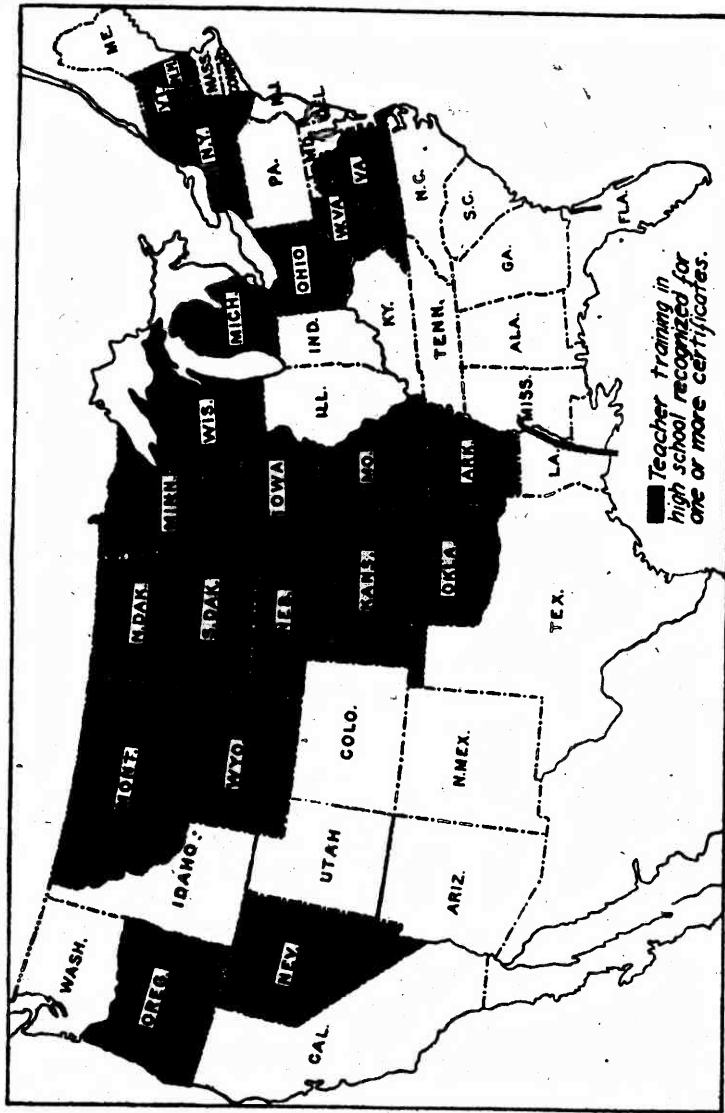 WASH.
OREG.
CAL.
NEV.
IDAHO
MONT.
WYO
UTAH
ARIZ.
COLO.
N.MEX.
N.DAK.
S.DAK.
NEB.
KANS.
OKLA
TEX.
MINN.
IOWA
MO.
ARK.
LA.
WIS.
ILL.
MICH.
IND.
OHIO
KY.
TENN.
MISS.
ALA.
GA.
FLA.
S.C.
N.C.
VA.
W.VA
PA.
N.Y.
N.J.
MASS.
ME.
Teacher training in
high school recognized for
one or more certificates.